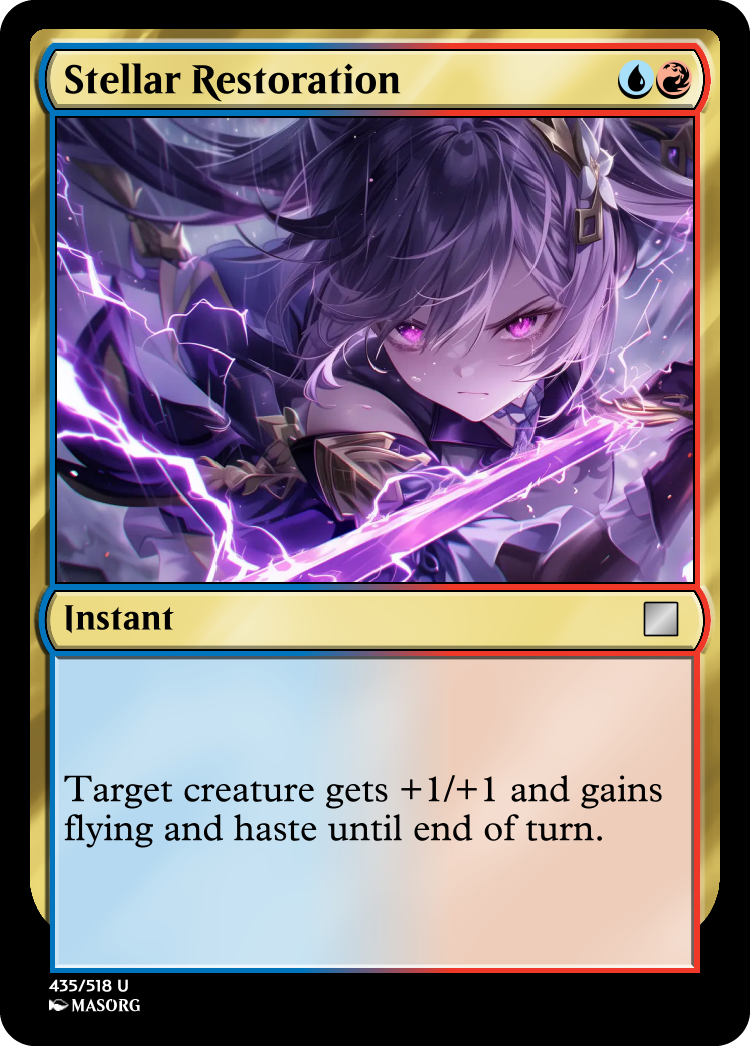 Stellar Restoration
Instant
Target creature gets +1/+1 and gains
flying and haste until end of turn.
435/518 U
MASORG